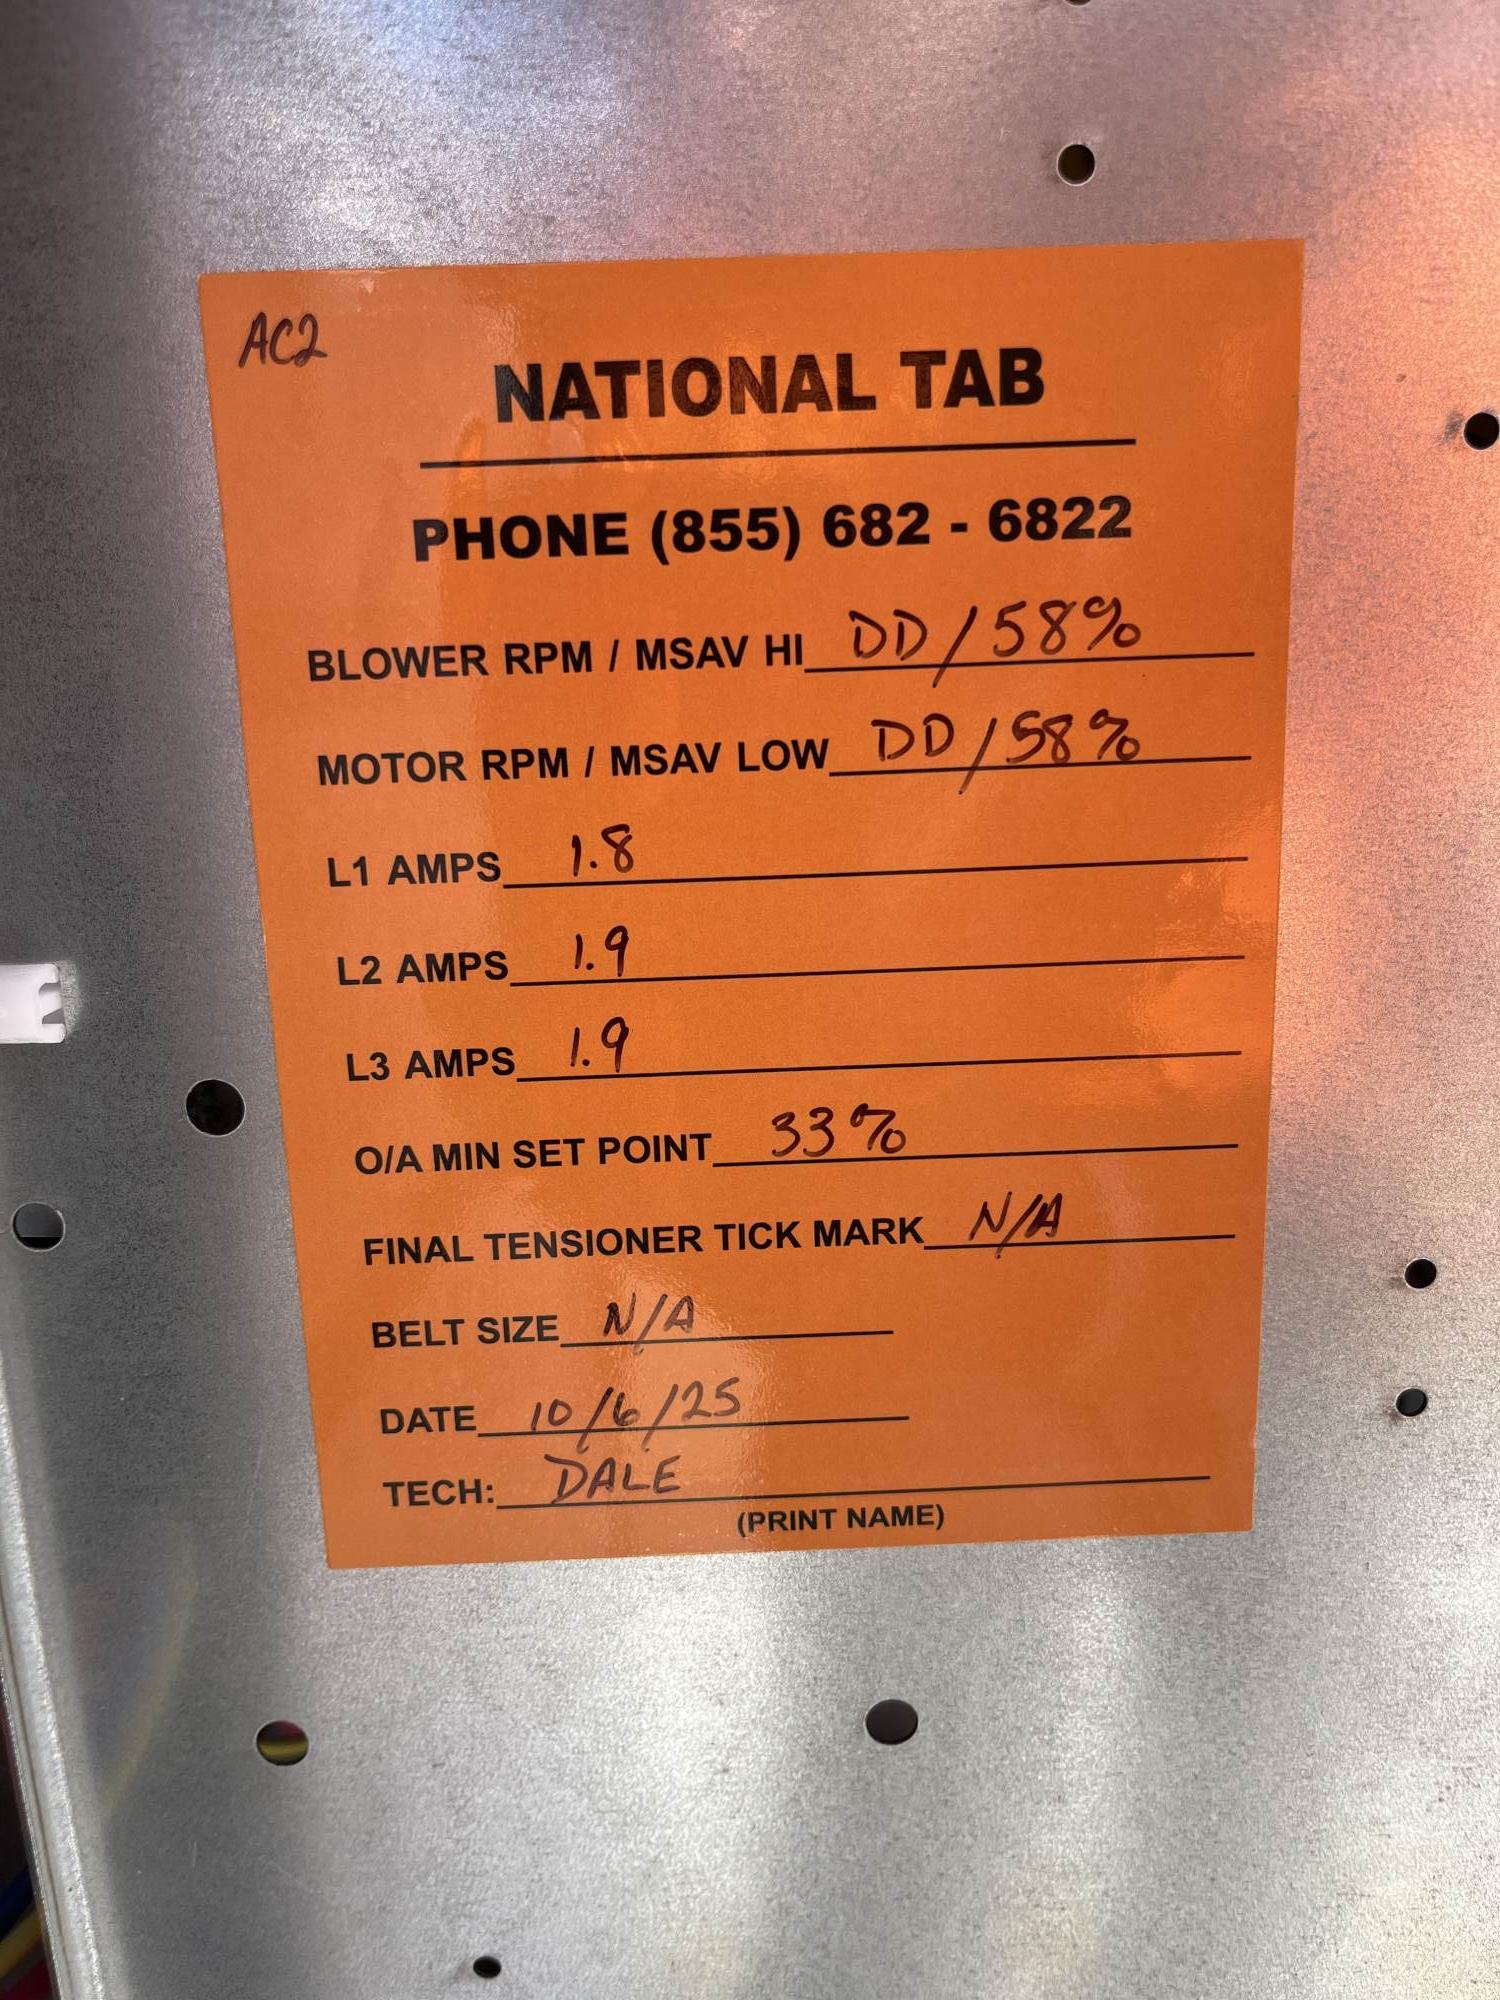 AC2
NATIONAL TAB
PHONE (855) 682 - 6822
BLOWER RPM / MSAV HI DD/58%
MOTOR RPM / MSAV LOW DD/58%
L1 AMPS 1.8
L2 AMPS 1.9
L3 AMPS 1.9
O/A MIN SET POINT 33%
FINAL TENSIONER TICK MARK N/A
BELT SIZE N/A
DATE 10/6/25
TECH: DALE
(PRINT NAME)